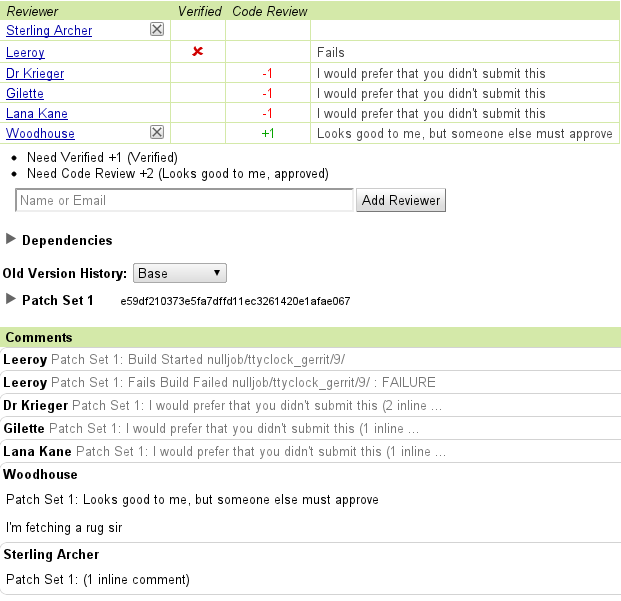 Reviewer Verified Code Review
Sterling Archer
Leeroy Fails
Dr Krieger -1 I would prefer that you didn't submit this
Gilette -1 I would prefer that you didn't submit this
Lana Kane -1 I would prefer that you didn't submit this
Woodhouse +1 Looks good to me, but someone else must approve
Need Verified +1 (Verified)
Need Code Review +2 (Looks good to me, approved)
Name or Email Add Reviewer
Dependencies
Old Version History: Base
Patch Set 1 e59df210373e5fa7dffd11ec3261420e1afae067
Comments
Leeroy Patch Set 1: Build Started nulljob/ttyclock_gerrit/9/
Leeroy Patch Set 1: Fails Build Failed nulljob/ttyclock_gerrit/9/ : FAILURE
Dr Krieger Patch Set 1: I would prefer that you didn't submit this (2 inline ...
Gilette Patch Set 1: I would prefer that you didn't submit this (1 inline ...
Lana Kane Patch Set 1: I would prefer that you didn't submit this (1 inline ...
Woodhouse
Patch Set 1: Looks good to me, but someone else must approve
I'm fetching a rug sir
Sterling Archer
Patch Set 1: (1 inline comment)